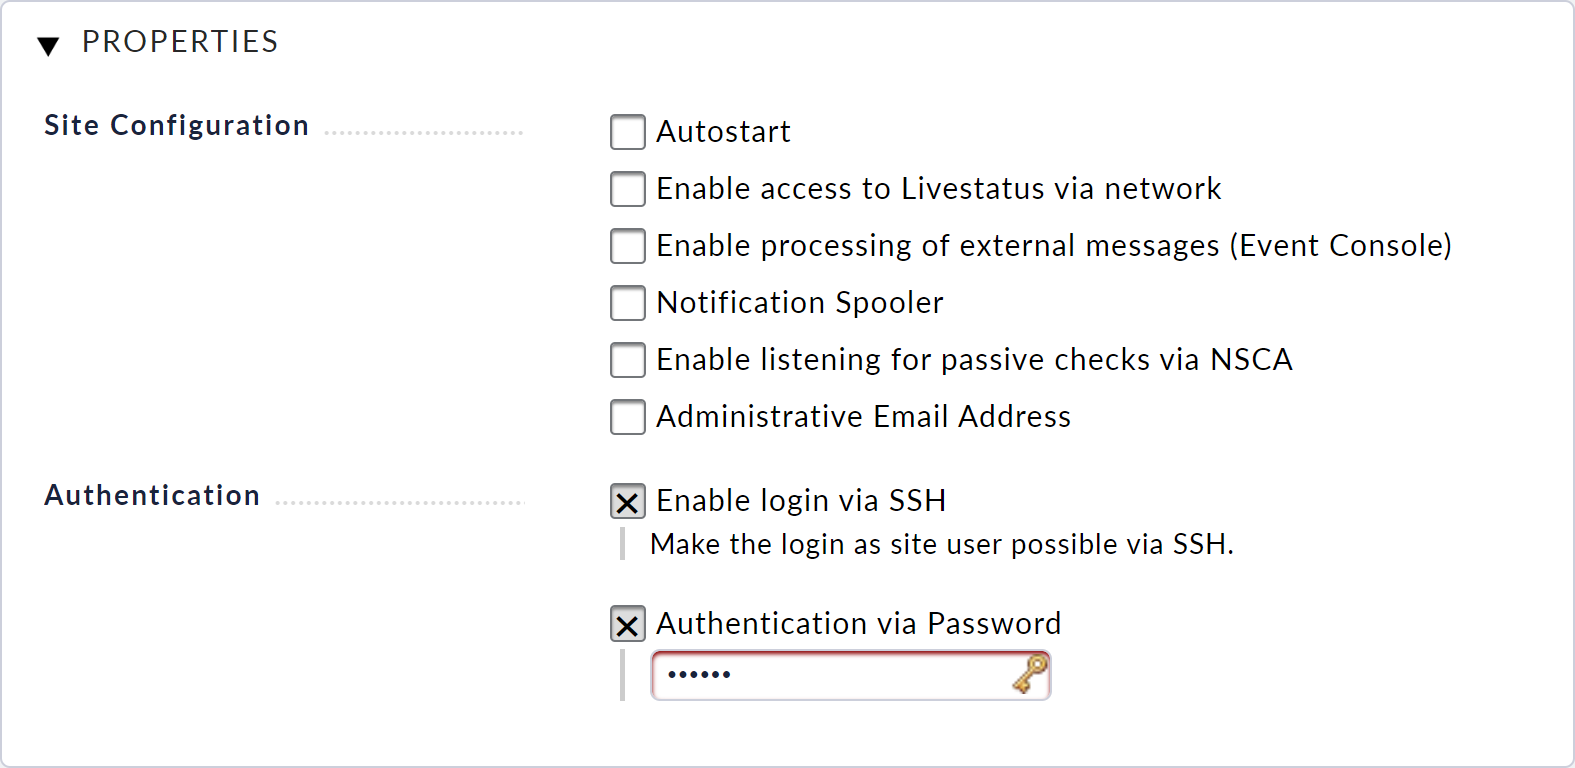 PROPERTIES
Site Configuration
Autostart
Enable access to Livestatus via network
Enable processing of external messages (Event Console)
Notification Spooler
Enable listening for passive checks via NSCA
Administrative Email Address
Authentication
Enable login via SSH
Make the login as site user possible via SSH.
Authentication via Password
••••••